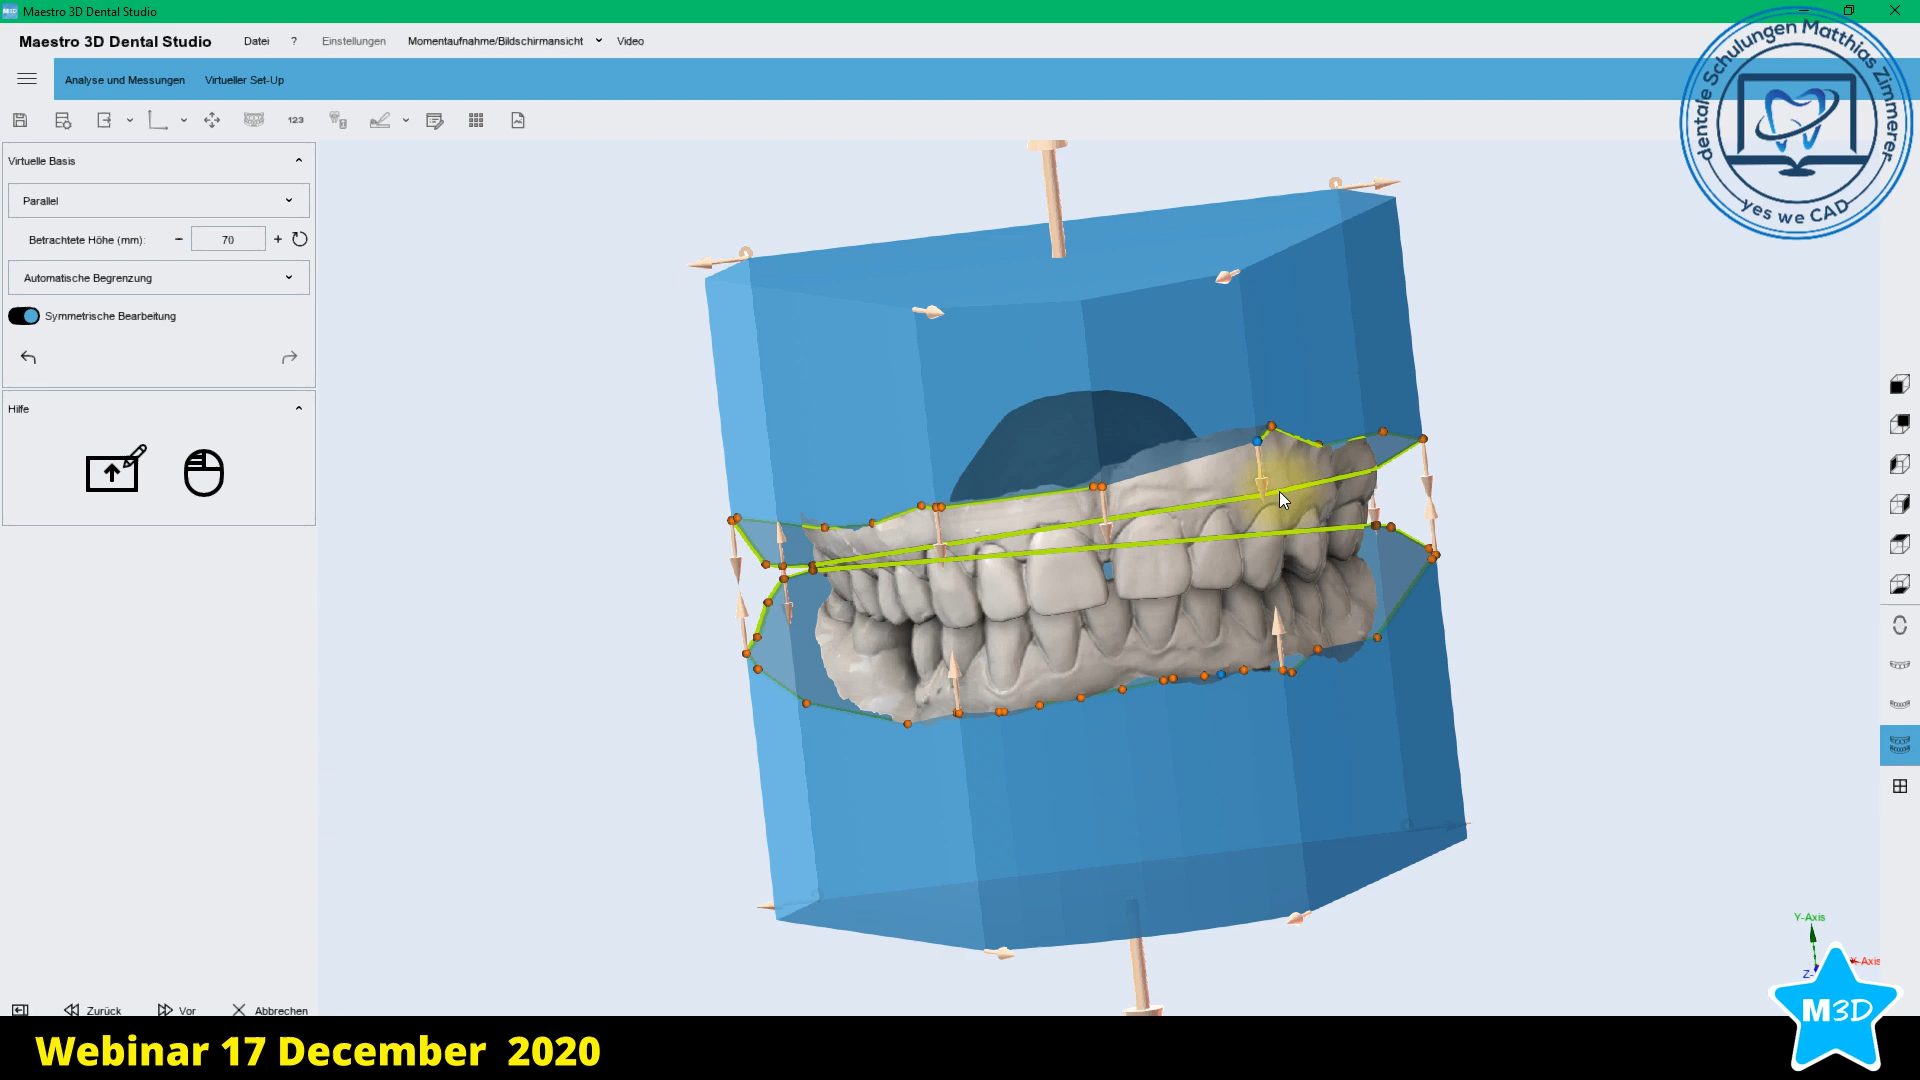 Maestro 3D Dental Studio
Maestro 3D Dental Studio
Datei
?
Einstellungen
Momentaufnahme/Bildschirmansicht
Video
Analyse und Messungen
Virtueller Set-Up
123
dentale Schulungen Matthias Zimmerer
yes we CAD
Virtuelle Basis
Parallel
Betrachtete Höhe (mm):
70
Automatische Begrenzung
Symmetrische Bearbeitung
Hilfe
Y-Axis
X-Axis
Z-
Zurück
Vor
Abbrechen
M3D
Webinar 17 December 2020